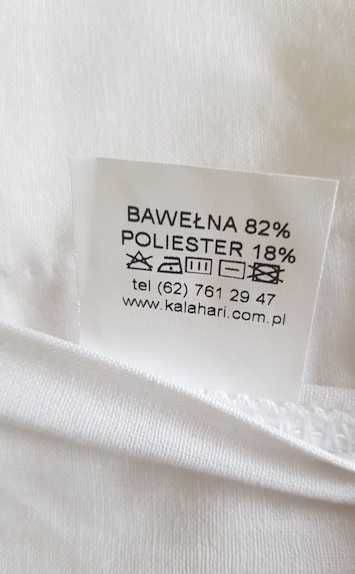 BAWEŁNA 82%
POLIESTER 18%
tel (62) 761 29 47
www.kalahari.com.pl